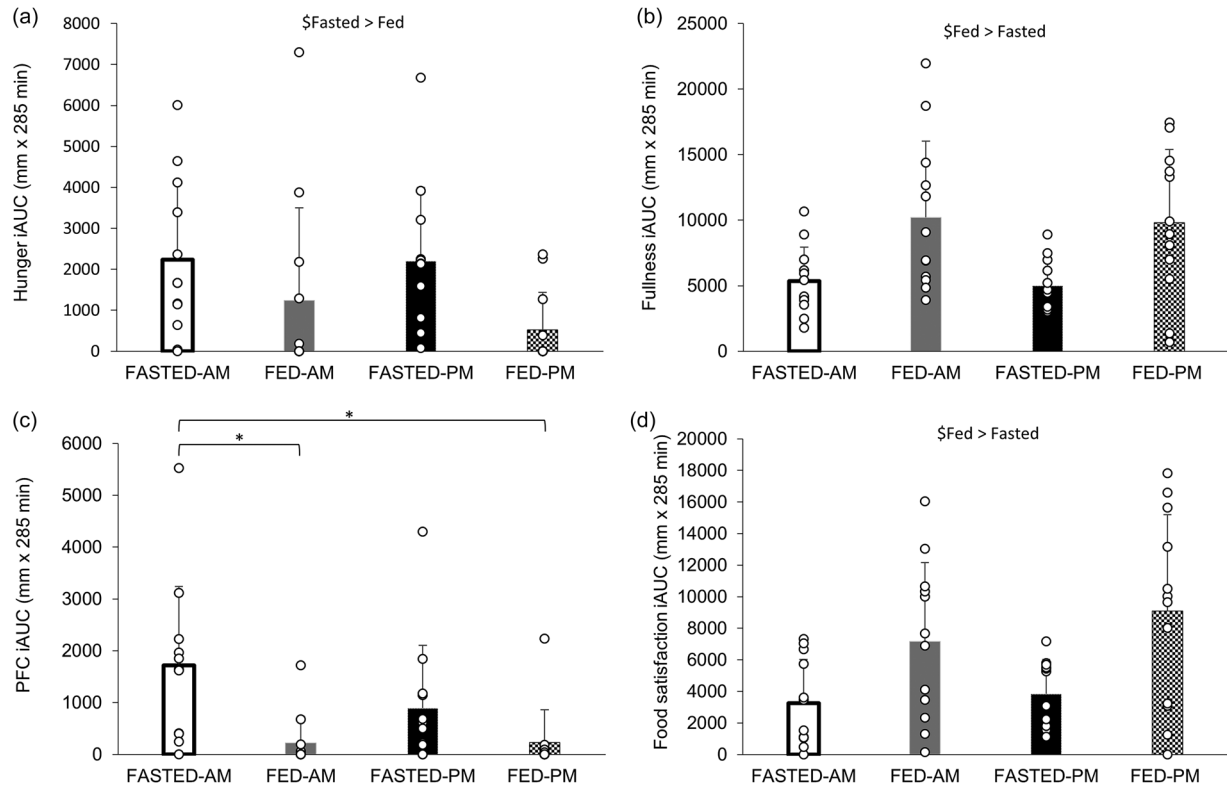 (a)
$Fasted > Fed
Hunger iAUC (mm x 285 min)
8000
7000
6000
5000
4000
3000
2000
1000
0
FASTED-AM FED-AM FASTED-PM FED-PM
(b)
$Fed > Fasted
Fullness iAUC (mm x 285 min)
25000
20000
15000
10000
5000
0
FASTED-AM FED-AM FASTED-PM FED-PM
(c)
*
*
PFC iAUC (mm x 285 min)
6000
5000
4000
3000
2000
1000
0
FASTED-AM FED-AM FASTED-PM FED-PM
(d)
$Fed > Fasted
Food satisfaction iAUC (mm x 285 min)
20000
18000
16000
14000
12000
10000
8000
6000
4000
2000
0
FASTED-AM FED-AM FASTED-PM FED-PM